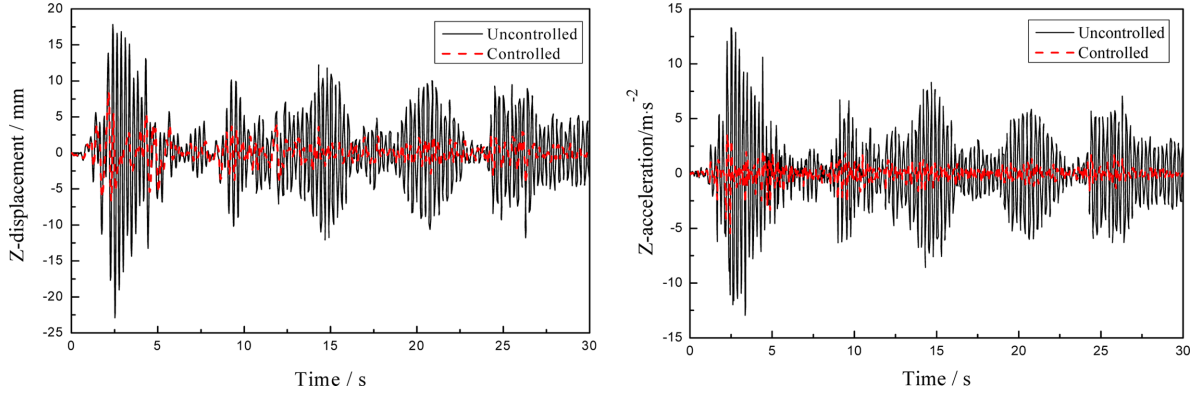 20
15
10
5
0
-5
-10
-15
-20
-25
Z-displacement / mm
Uncontrolled
Controlled
0 5 10 15 20 25 30
Time / s
15
10
5
0
-5
-10
-15
Z-acceleration/m·s-2
Uncontrolled
Controlled
0 5 10 15 20 25 30
Time / s